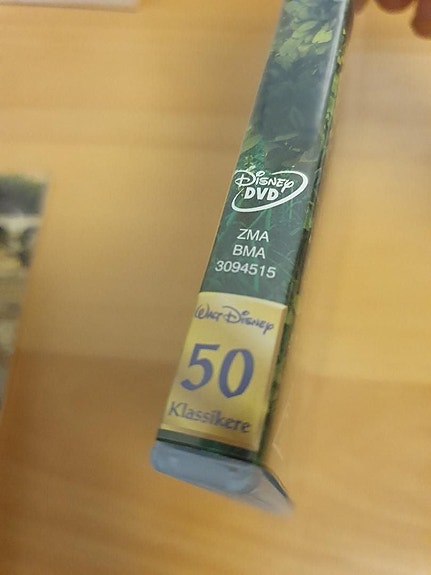 Disney
DVD
ZMA
BMA
3094515
Walt Disney
50
Klassikere